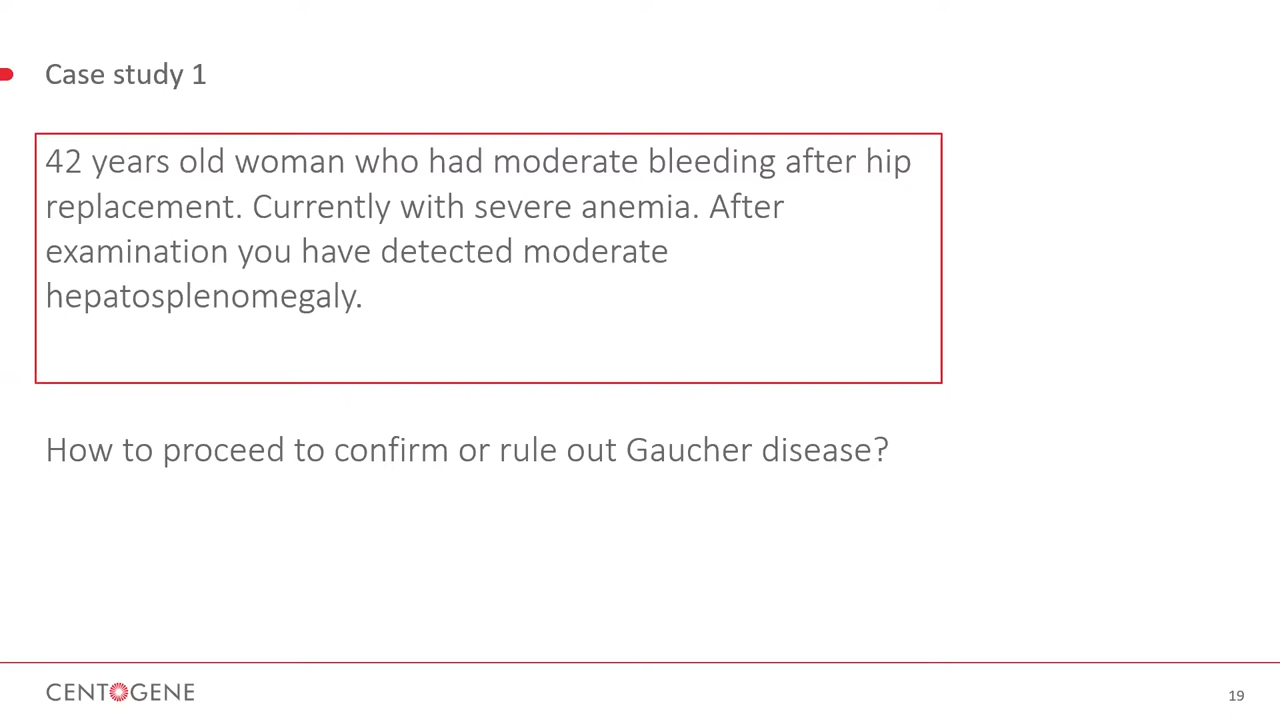 Case study 1
42 years old woman who had moderate bleeding after hip
replacement. Currently with severe anemia. After
examination you have detected moderate
hepatosplenomegaly.
How to proceed to confirm or rule out Gaucher disease?
CENTOGENE
19